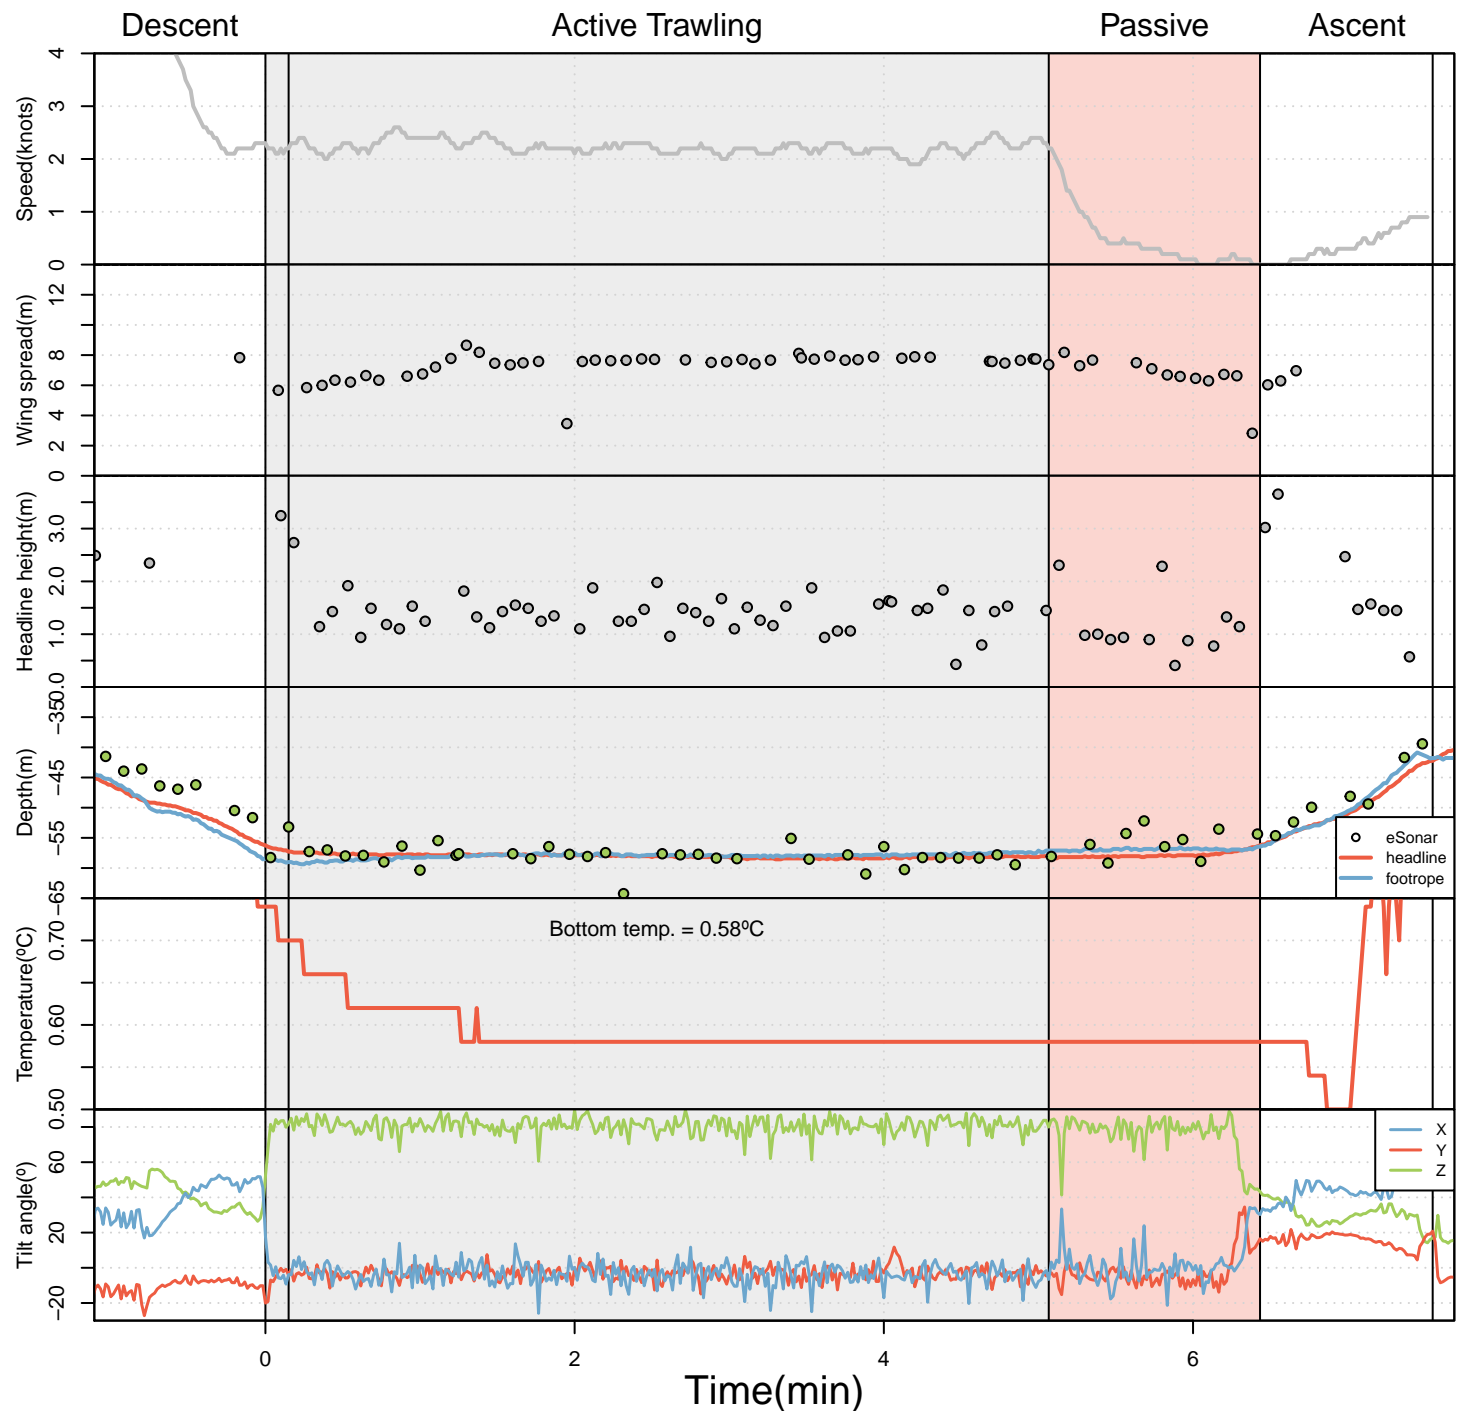 Descent Active Trawling Passive Ascent
Speed(knots)
4
3
2
1
0
Wing spread(m)
12
8
6
4
2
0
Headline height(m)
3.0
2.0
1.0
0.0
Depth(m)
-35
-45
-55
-65
eSonar
headline
footrope
Temperature(ºC)
0.70
0.60
0.50
Bottom temp. = 0.58ºC
Tilt angle(º)
60
20
-20
X
Y
Z
0 2 4 6
Time(min)